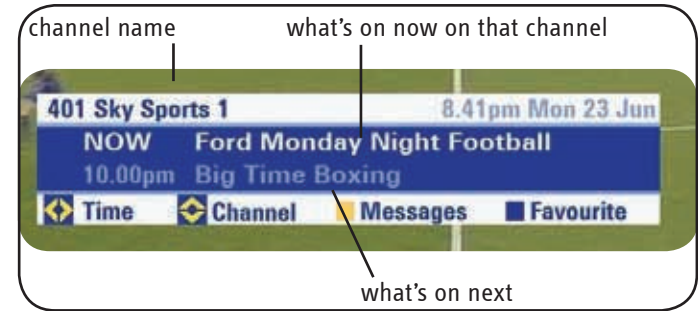 channel name what's on now on that channel
401 Sky Sports 1 8.41pm Mon 23 Jun
NOW Ford Monday Night Football
10.00pm Big Time Boxing
Time Channel Messages Favourite
what's on next